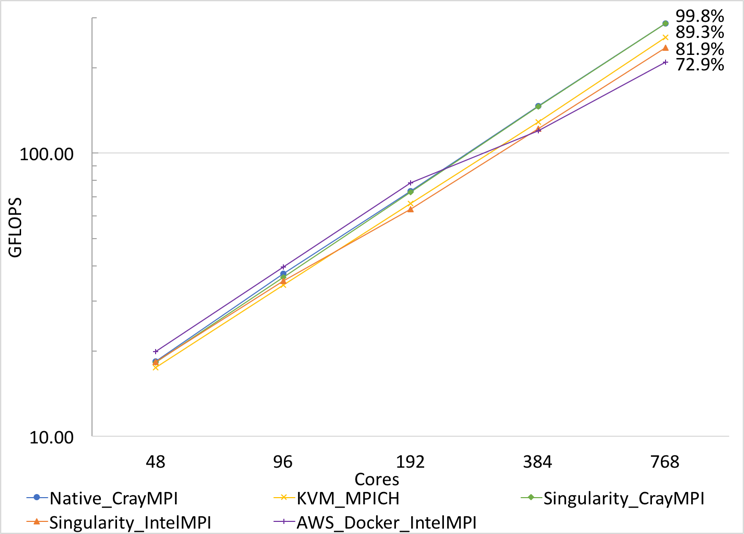 99.8%
89.3%
81.9%
72.9%
100.00
GFLOPS
10.00
48 96 192 384 768
Cores
Native_CrayMPI KVM_MPICH Singularity_CrayMPI
Singularity_IntelMPI AWS_Docker_IntelMPI